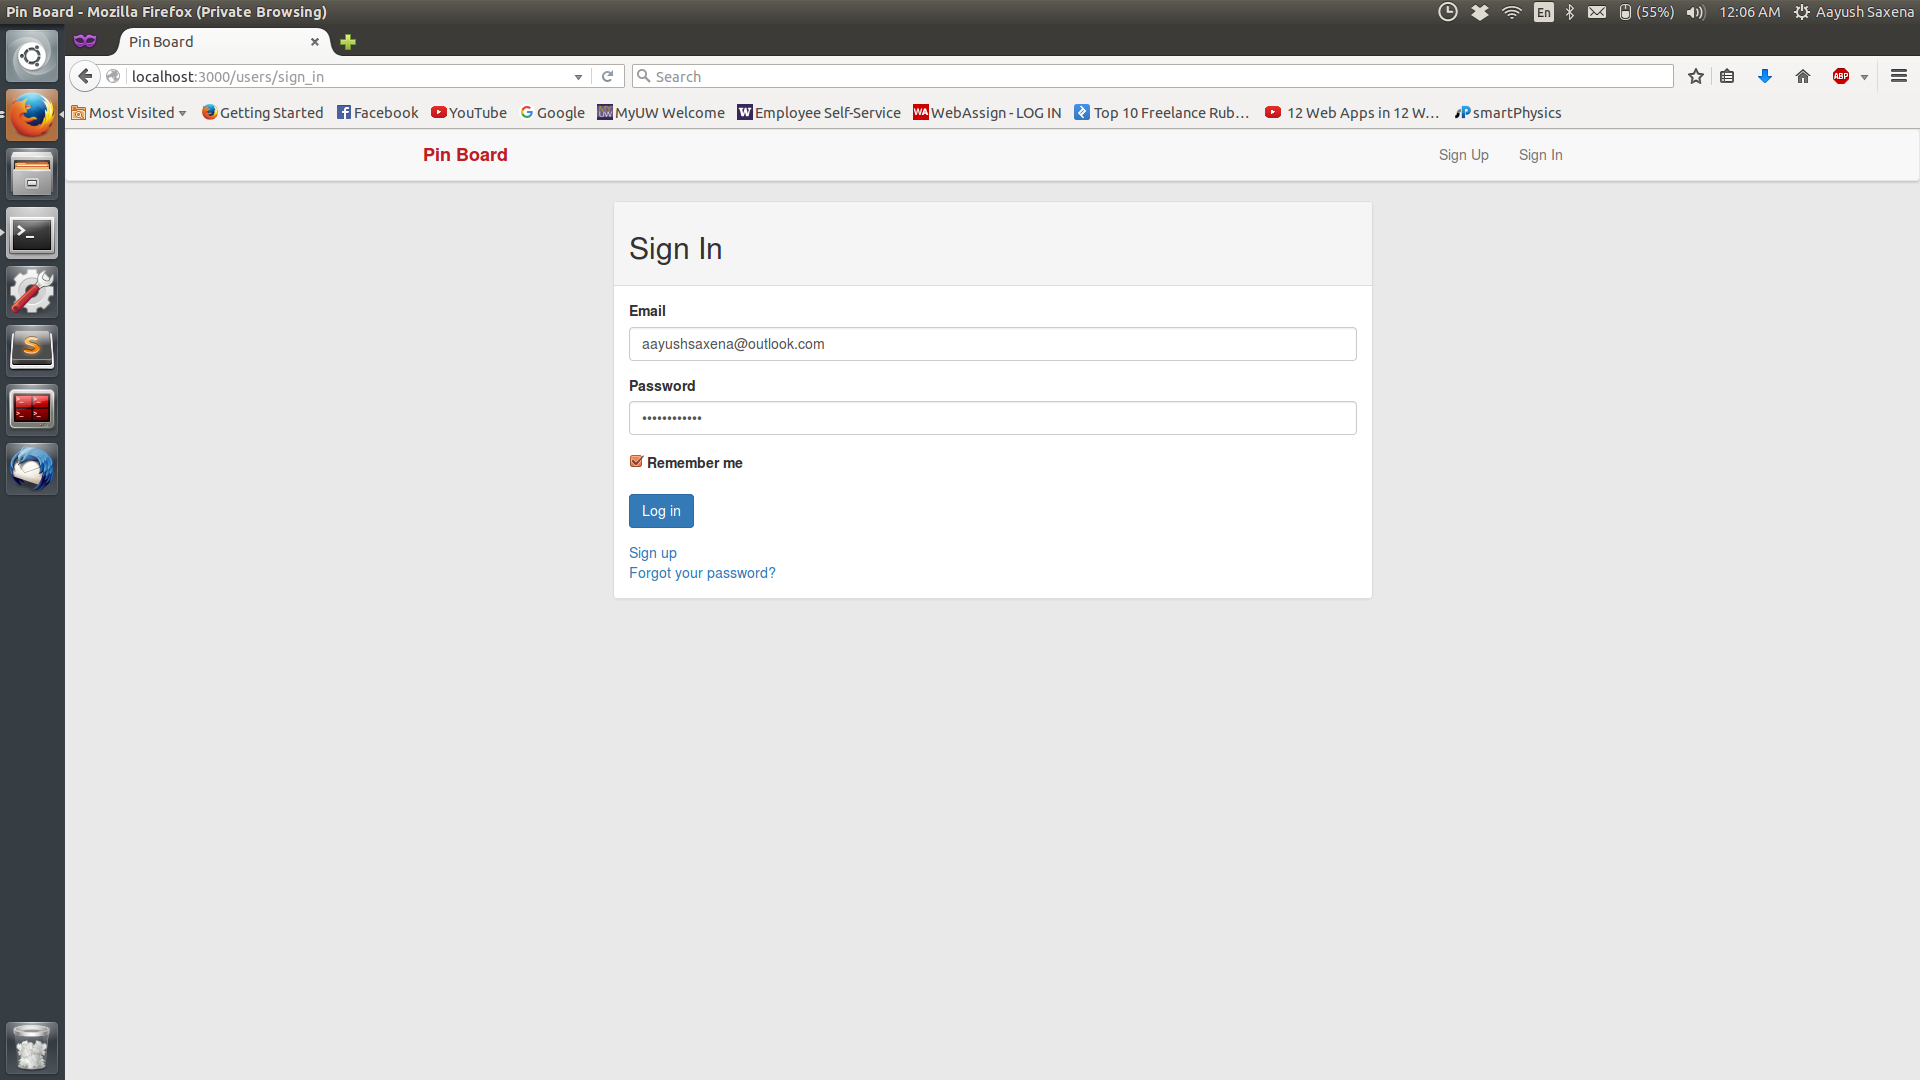 Pin Board - Mozilla Firefox (Private Browsing)
En
(55%)
12:06 AM
Aayush Saxena
Pin Board
localhost:3000/users/sign_in
Search
ABP
Most Visited
Getting Started
Facebook
YouTube
Google
MyUW Welcome
W Employee Self-Service
WA WebAssign - LOG IN
Top 10 Freelance Rub...
12 Web Apps in 12 W...
smartPhysics
Pin Board
Sign Up
Sign In
Sign In
Email
aayushsaxena@outlook.com
Password
••••••••••••
Remember me
Log in
Sign up
Forgot your password?